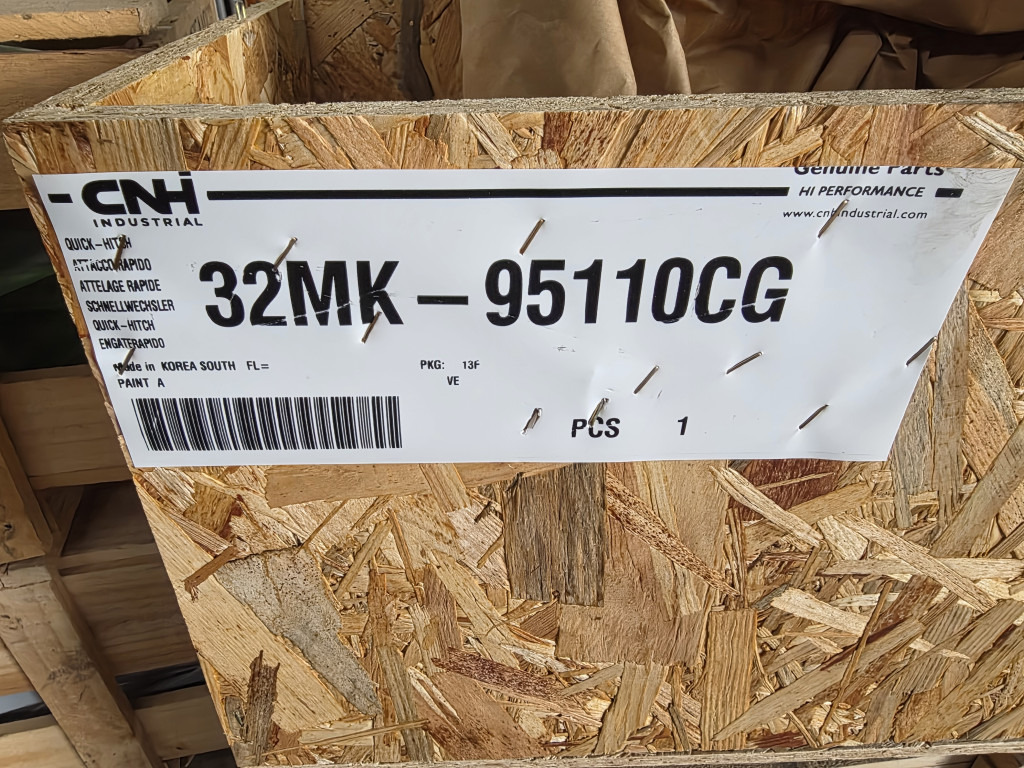 CNH
INDUSTRIAL
Genuine Parts
HI PERFORMANCE
www.cnhindustrial.com
QUICK-HITCH
ATTACCO RAPIDO
ATTELAGE RAPIDE
SCHNELLWECHSLER
QUICK-HITCH
ENGATERAPIDO
32MK-95110CG
Made in KOREA SOUTH FL=
PAINT A
PKG: 13F
VE
PCS 1